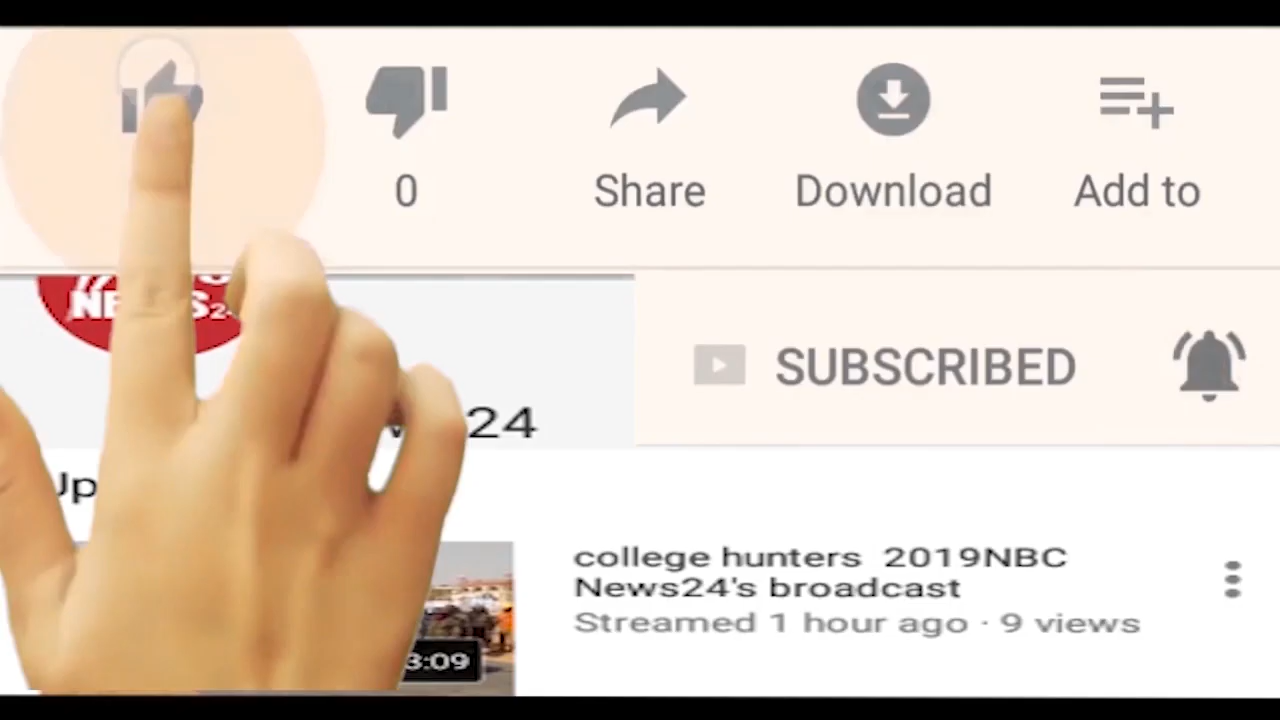 0
Share
Download
Add to
SUBSCRIBED
24
Up
college hunters 2019NBC
News24's broadcast
Streamed 1 hour ago · 9 views
3:09